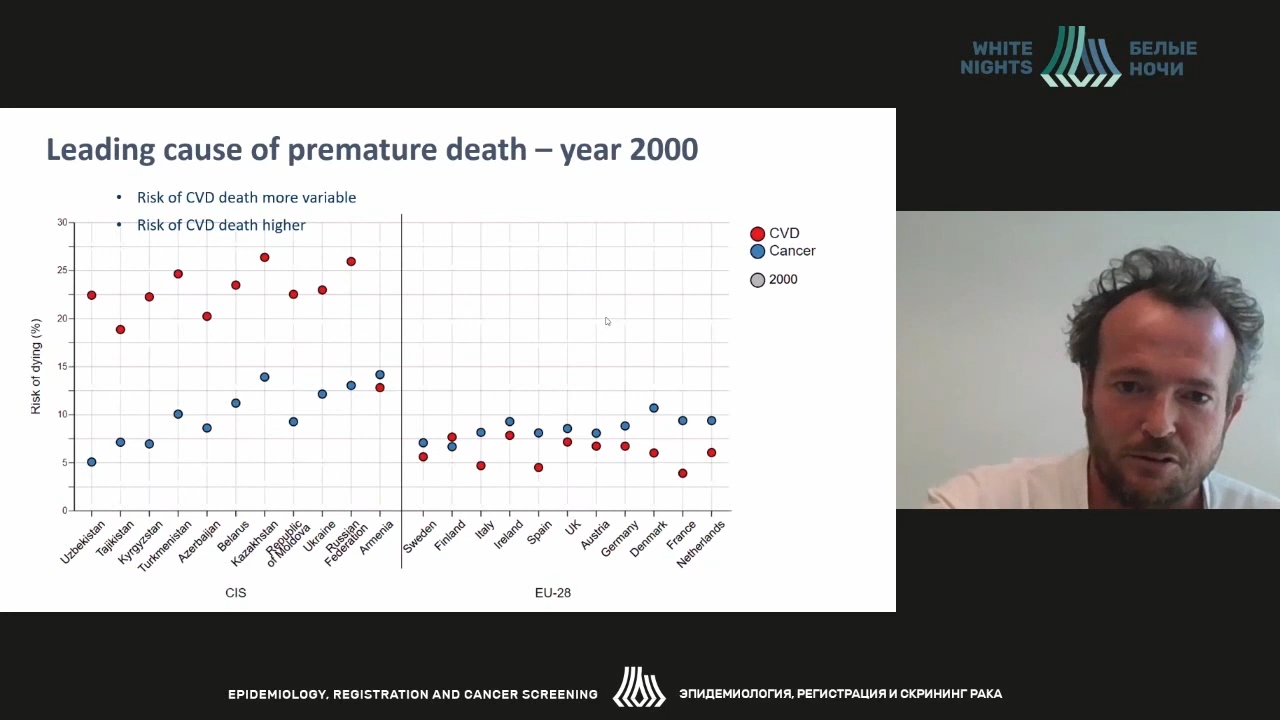 WHITE
NIGHTS
БЕЛЫЕ
НОЧИ
Leading cause of premature death – year 2000
• Risk of CVD death more variable
• Risk of CVD death higher
30
25
20
15
10
5
0
Risk of dying (%)
CVD
Cancer
2000
Uzbekistan
Tajikistan
Kyrgyzstan
Turkmenistan
Azerbaijan
Belarus
Kazakhstan
Republic
of Moldova
Ukraine
Russian
Federation
Armenia
Sweden
Finland
Italy
Ireland
Spain
UK
Austria
Germany
Denmark
France
Netherlands
CIS
EU-28
EPIDEMIOLOGY, REGISTRATION AND CANCER SCREENING
ЭПИДЕМИОЛОГИЯ, РЕГИСТРАЦИЯ И СКРИНИНГ РАКА